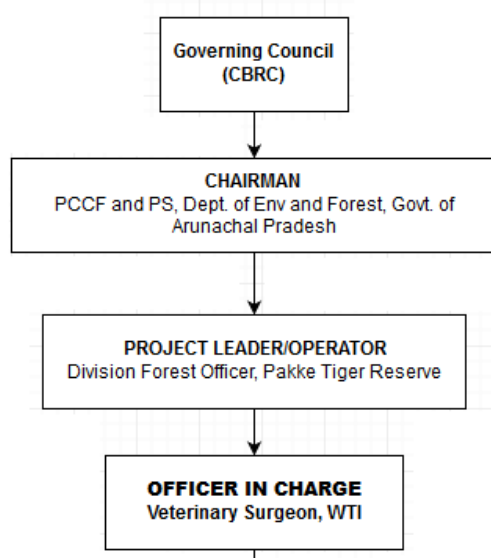 Governing Council
(CBRC)
CHAIRMAN
PCCF and PS, Dept. of Env and Forest, Govt. of
Arunachal Pradesh
PROJECT LEADER/OPERATOR
Division Forest Officer, Pakke Tiger Reserve
OFFICER IN CHARGE
Veterinary Surgeon, WTI